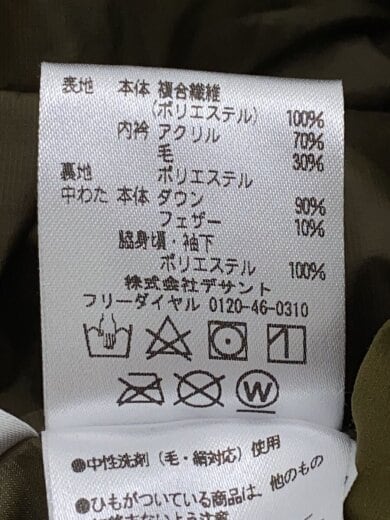 表地 本体 複合繊維
(ポリエステル) 100%
内衿 アクリル 70%
毛 30%
裏地 ポリエステル
中わた 本体 ダウン 90%
フェザー 10%
脇身頃・袖下
ポリエステル 100%
株式会社デサント
フリーダイヤル 0120-46-0310
W
●中性洗剤(毛・絹対応)使用
●ひもがついている商品は、他のもの